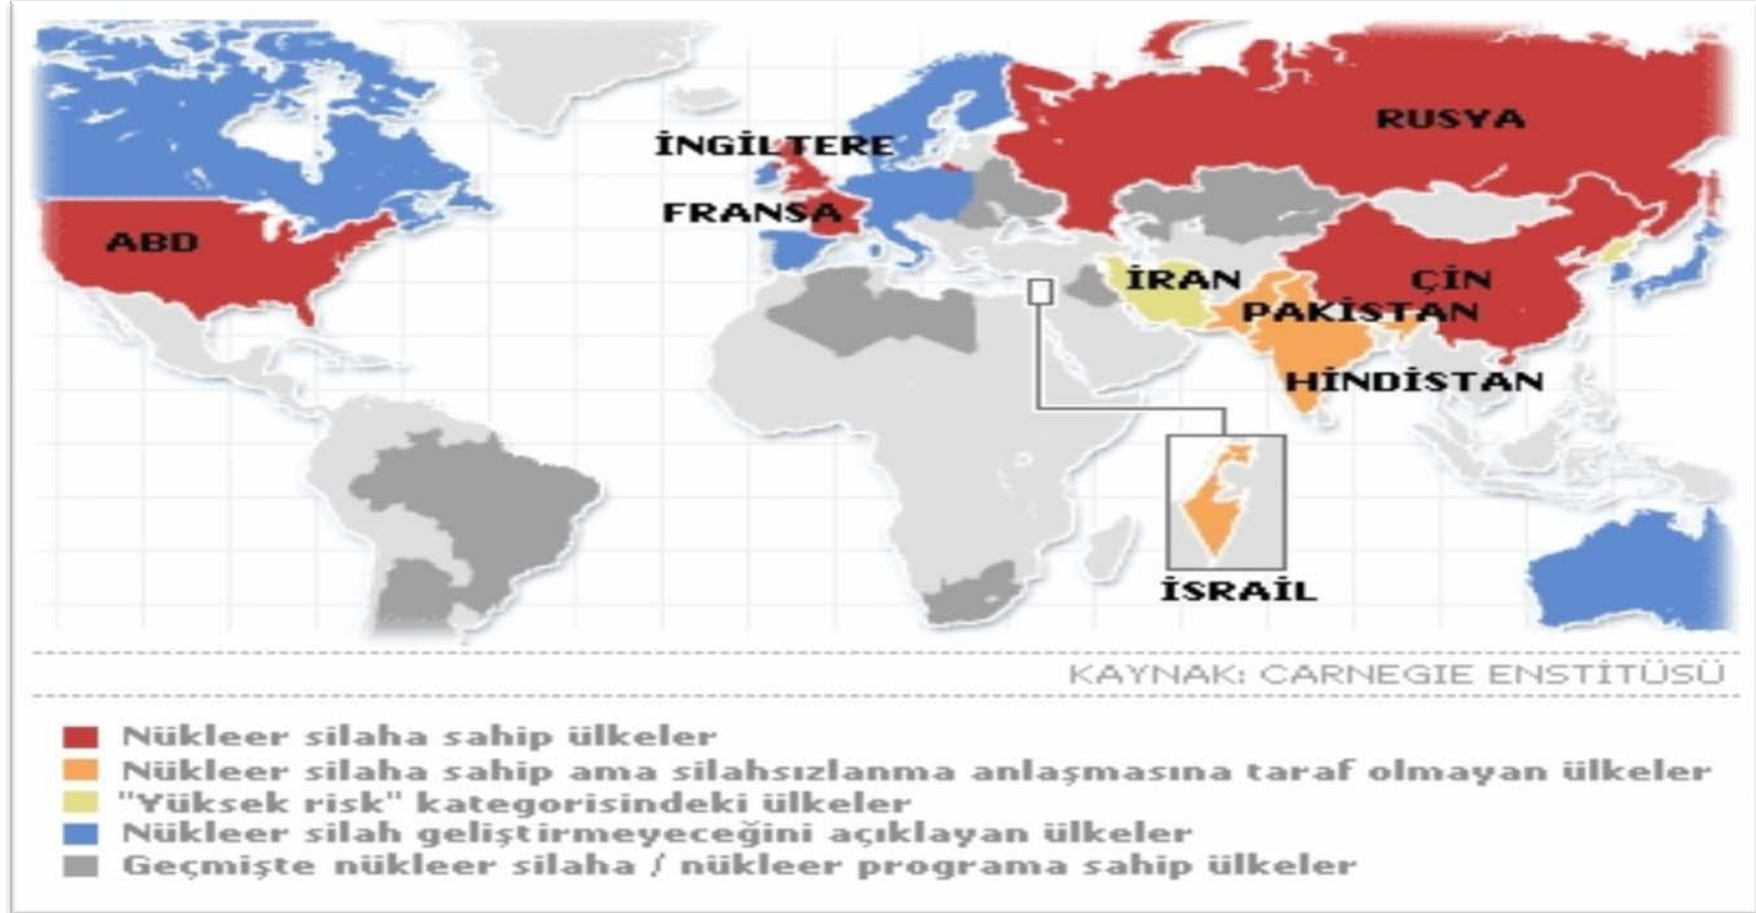 RUSYA
İNGİLTERE
FRANSA
ABD
İRAN
ÇİN
PAKİSTAN
HİNDİSTAN
İSRAİL
KAYNAK: CARNEGIE ENSTİTÜSÜ
Nükleer silaha sahip ülkeler
Nükleer silaha sahip ama silahsızlanma anlaşmasına taraf olmayan ülkeler
"Yüksek risk" kategorisindeki ülkeler
Nükleer silah geliştirmeyeceğini açıklayan ülkeler
Geçmişte nükleer silaha / nükleer programa sahip ülkeler